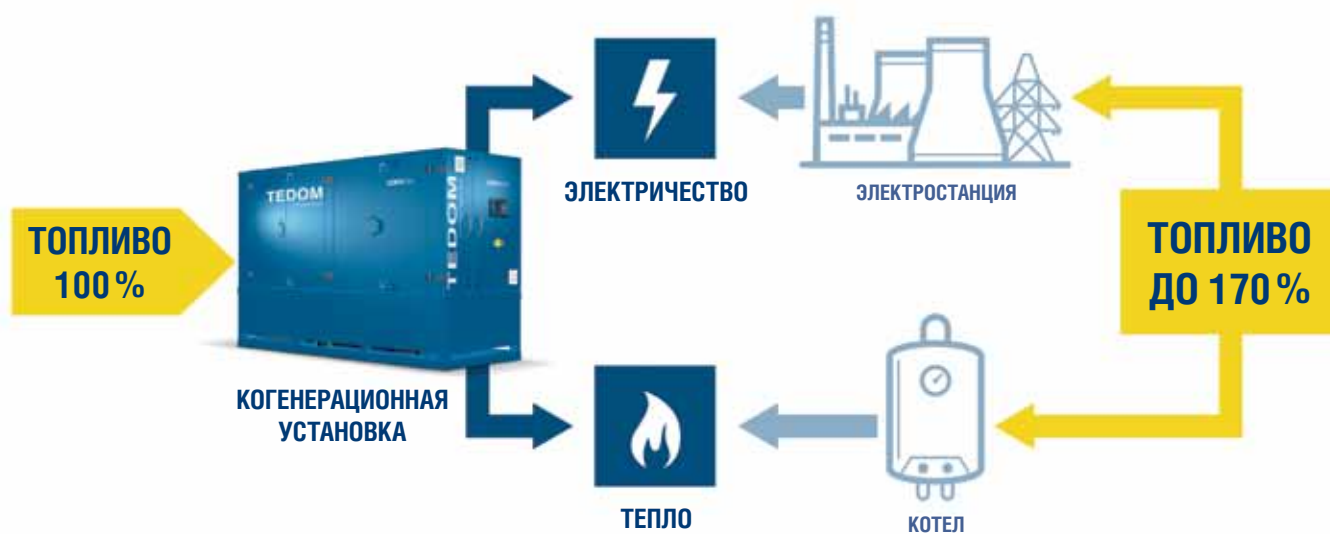 ТОПЛИВО
100 %
TEDOM
TEDOM
КОГЕНЕРАЦИОННАЯ
УСТАНОВКА
ЭЛЕКТРИЧЕСТВО
ТЕПЛО
ЭЛЕКТРОСТАНЦИЯ
КОТЕЛ
ТОПЛИВО
ДО 170 %